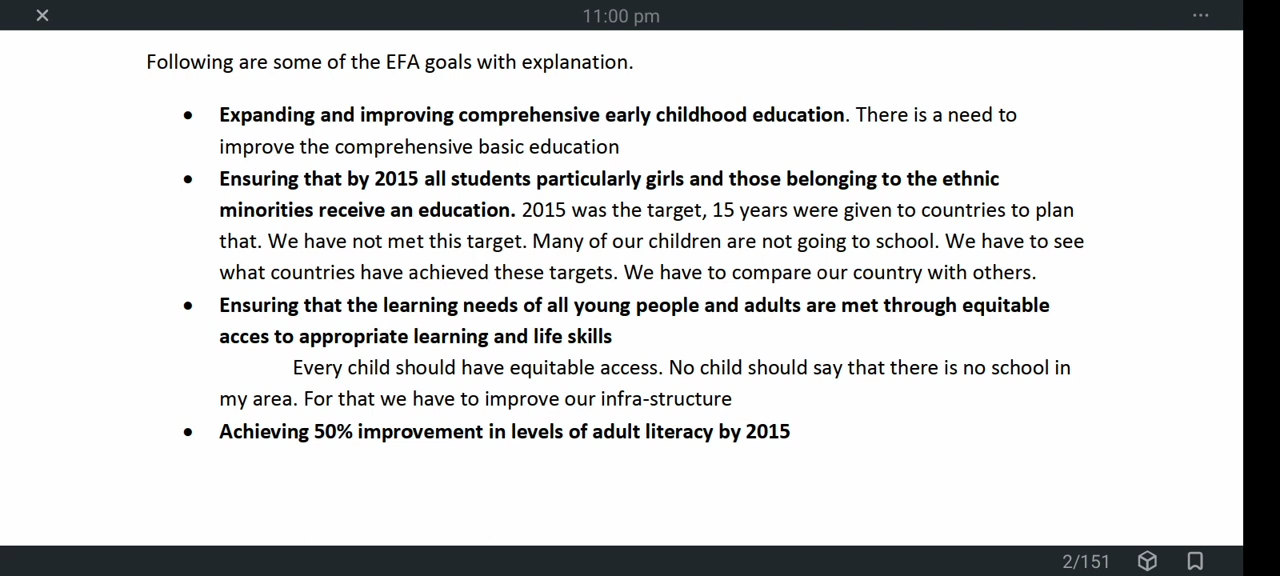 11:00 pm
Following are some of the EFA goals with explanation.
• Expanding and improving comprehensive early childhood education. There is a need to
improve the comprehensive basic education
• Ensuring that by 2015 all students particularly girls and those belonging to the ethnic
minorities receive an education. 2015 was the target, 15 years were given to countries to plan
that. We have not met this target. Many of our children are not going to school. We have to see
what countries have achieved these targets. We have to compare our country with others.
• Ensuring that the learning needs of all young people and adults are met through equitable
acces to appropriate learning and life skills
Every child should have equitable access. No child should say that there is no school in
my area. For that we have to improve our infra-structure
• Achieving 50% improvement in levels of adult literacy by 2015
2/151